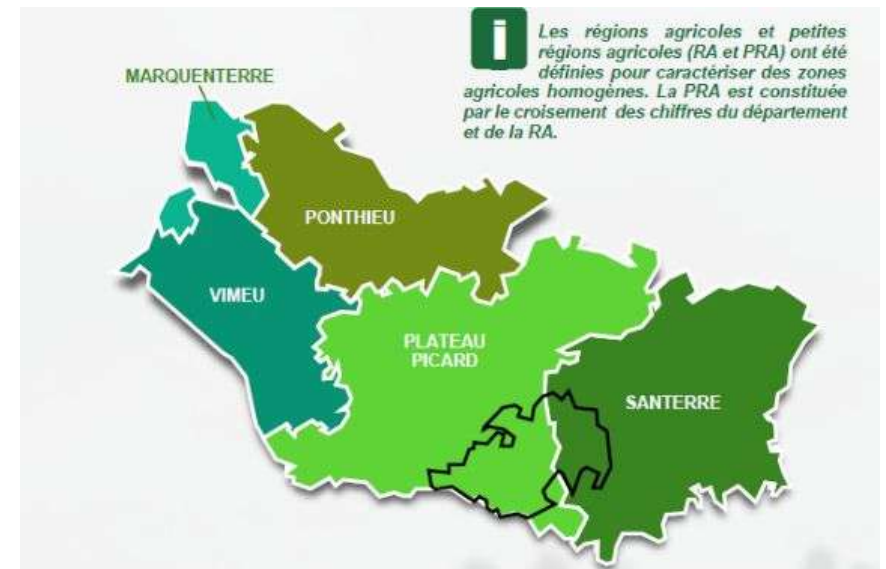 i
Les régions agricoles et petites
régions agricoles (RA et PRA) ont été
définies pour caractériser des zones
agricoles homogènes. La PRA est constituée
par le croisement des chiffres du département
et de la RA.
MARQUENTERRE
PONTHIEU
VIMEU
PLATEAU
PICARD
SANTERRE